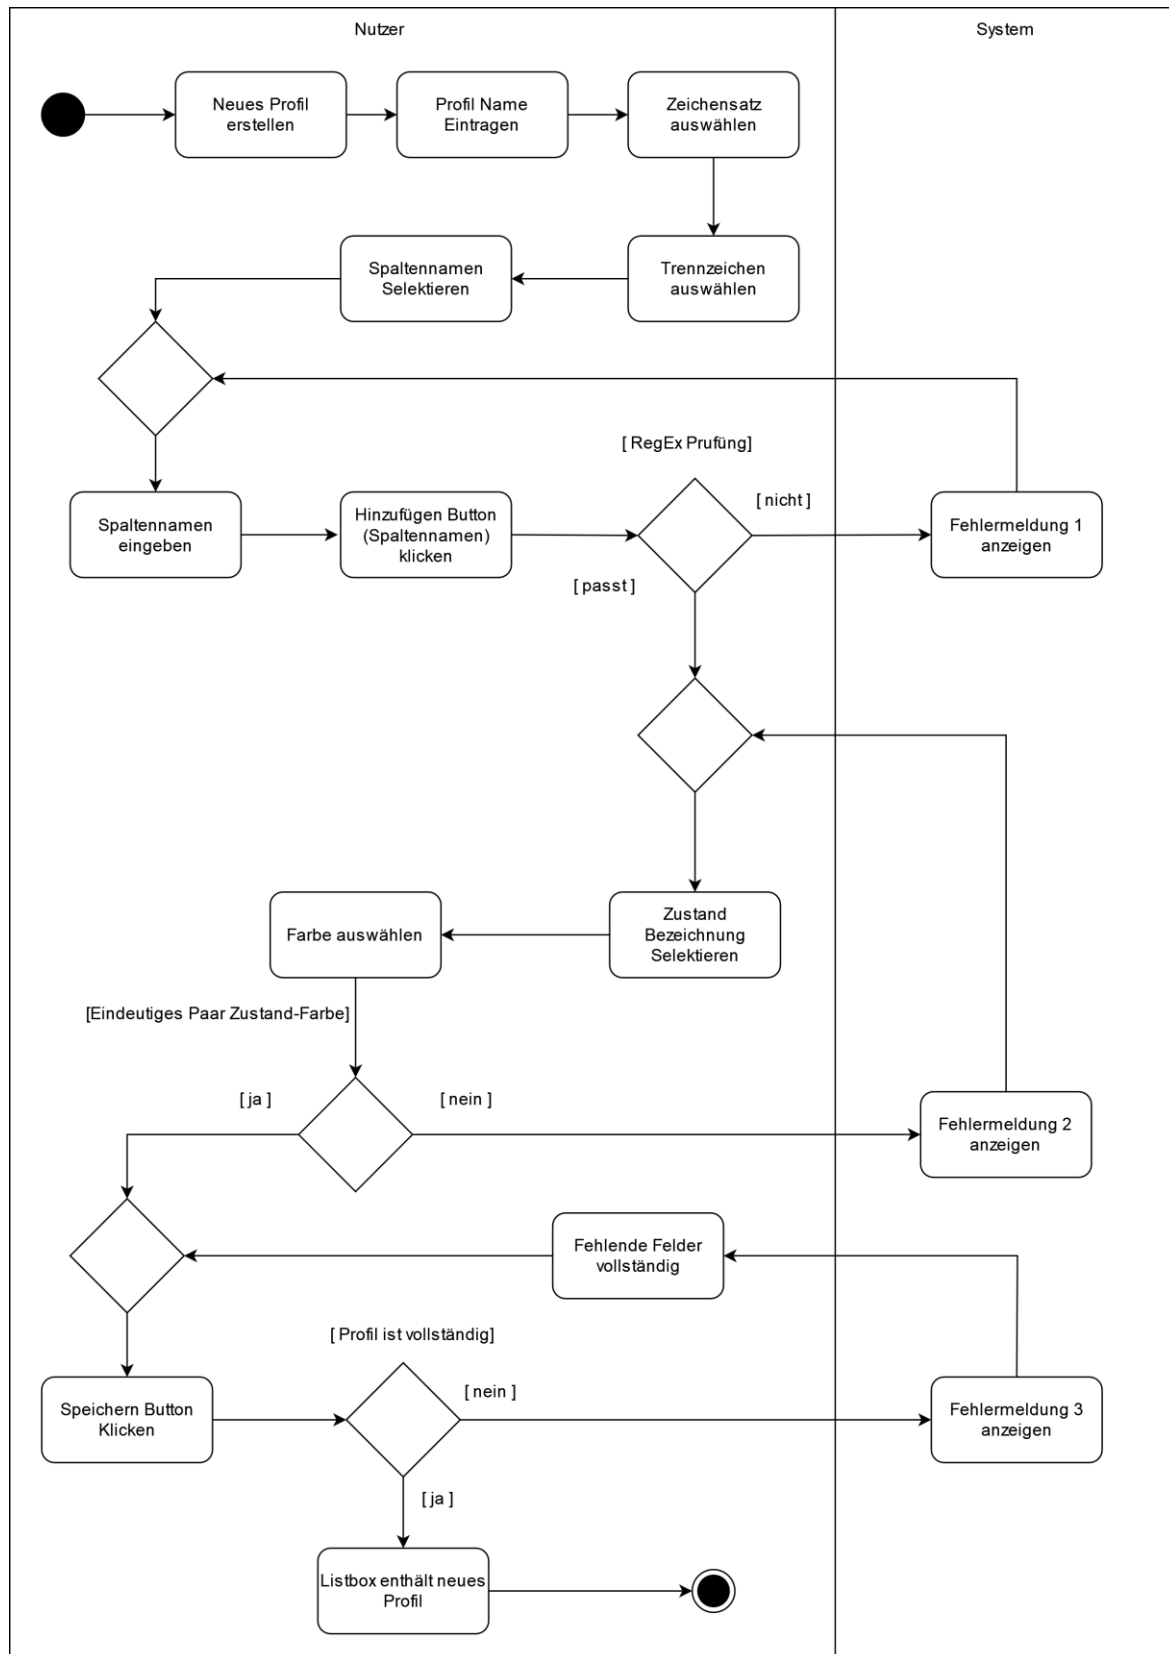 Nutzer
System
Neues Profil
erstellen
Profil Name
Eintragen
Zeichensatz
auswählen
Spaltennamen
Selektieren
Trennzeichen
auswählen
[ RegEx Prufüng]
[ nicht ]
Spaltennamen
eingeben
Hinzufügen Button
(Spaltennamen)
klicken
Fehlermeldung 1
anzeigen
[ passt ]
Farbe auswählen
Zustand
Bezeichnung
Selektieren
[Eindeutiges Paar Zustand-Farbe]
[ ja ]
[ nein ]
Fehlermeldung 2
anzeigen
Fehlende Felder
vollständig
[ Profil ist vollständig]
[ nein ]
Speichern Button
Klicken
Fehlermeldung 3
anzeigen
[ ja ]
Listbox enthält neues
Profil